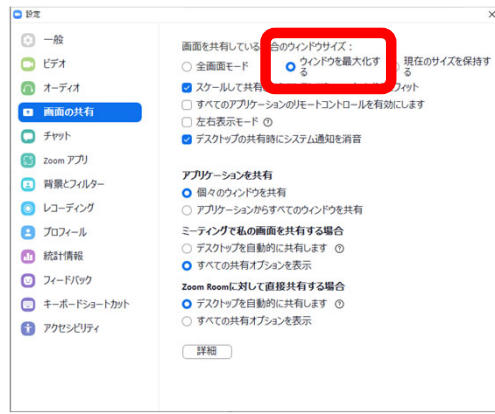 設定
一般
ビデオ
オーディオ
画面の共有
チャット
Zoom アプリ
背景とフィルター
レコーディング
プロフィール
統計情報
フィードバック
キーボードショートカット
アクセシビリティ
画面を共有してい 合のウィンドウサイズ：
全画面モード
ウィンドウを最大化す
る
現在のサイズを保持す
る
スケールして共有 フィット
すべてのアプリケーションのリモートコントロールを有効にします
左右表示モード
デスクトップの共有時にシステム通知を消音
アプリケーションを共有
個々のウィンドウを共有
アプリケーションからすべてのウィンドウを共有
ミーティングで私の画面を共有する場合
デスクトップを自動的に共有します
すべての共有オプションを表示
Zoom Roomに対して直接共有する場合
デスクトップを自動的に共有します
すべての共有オプションを表示
詳細